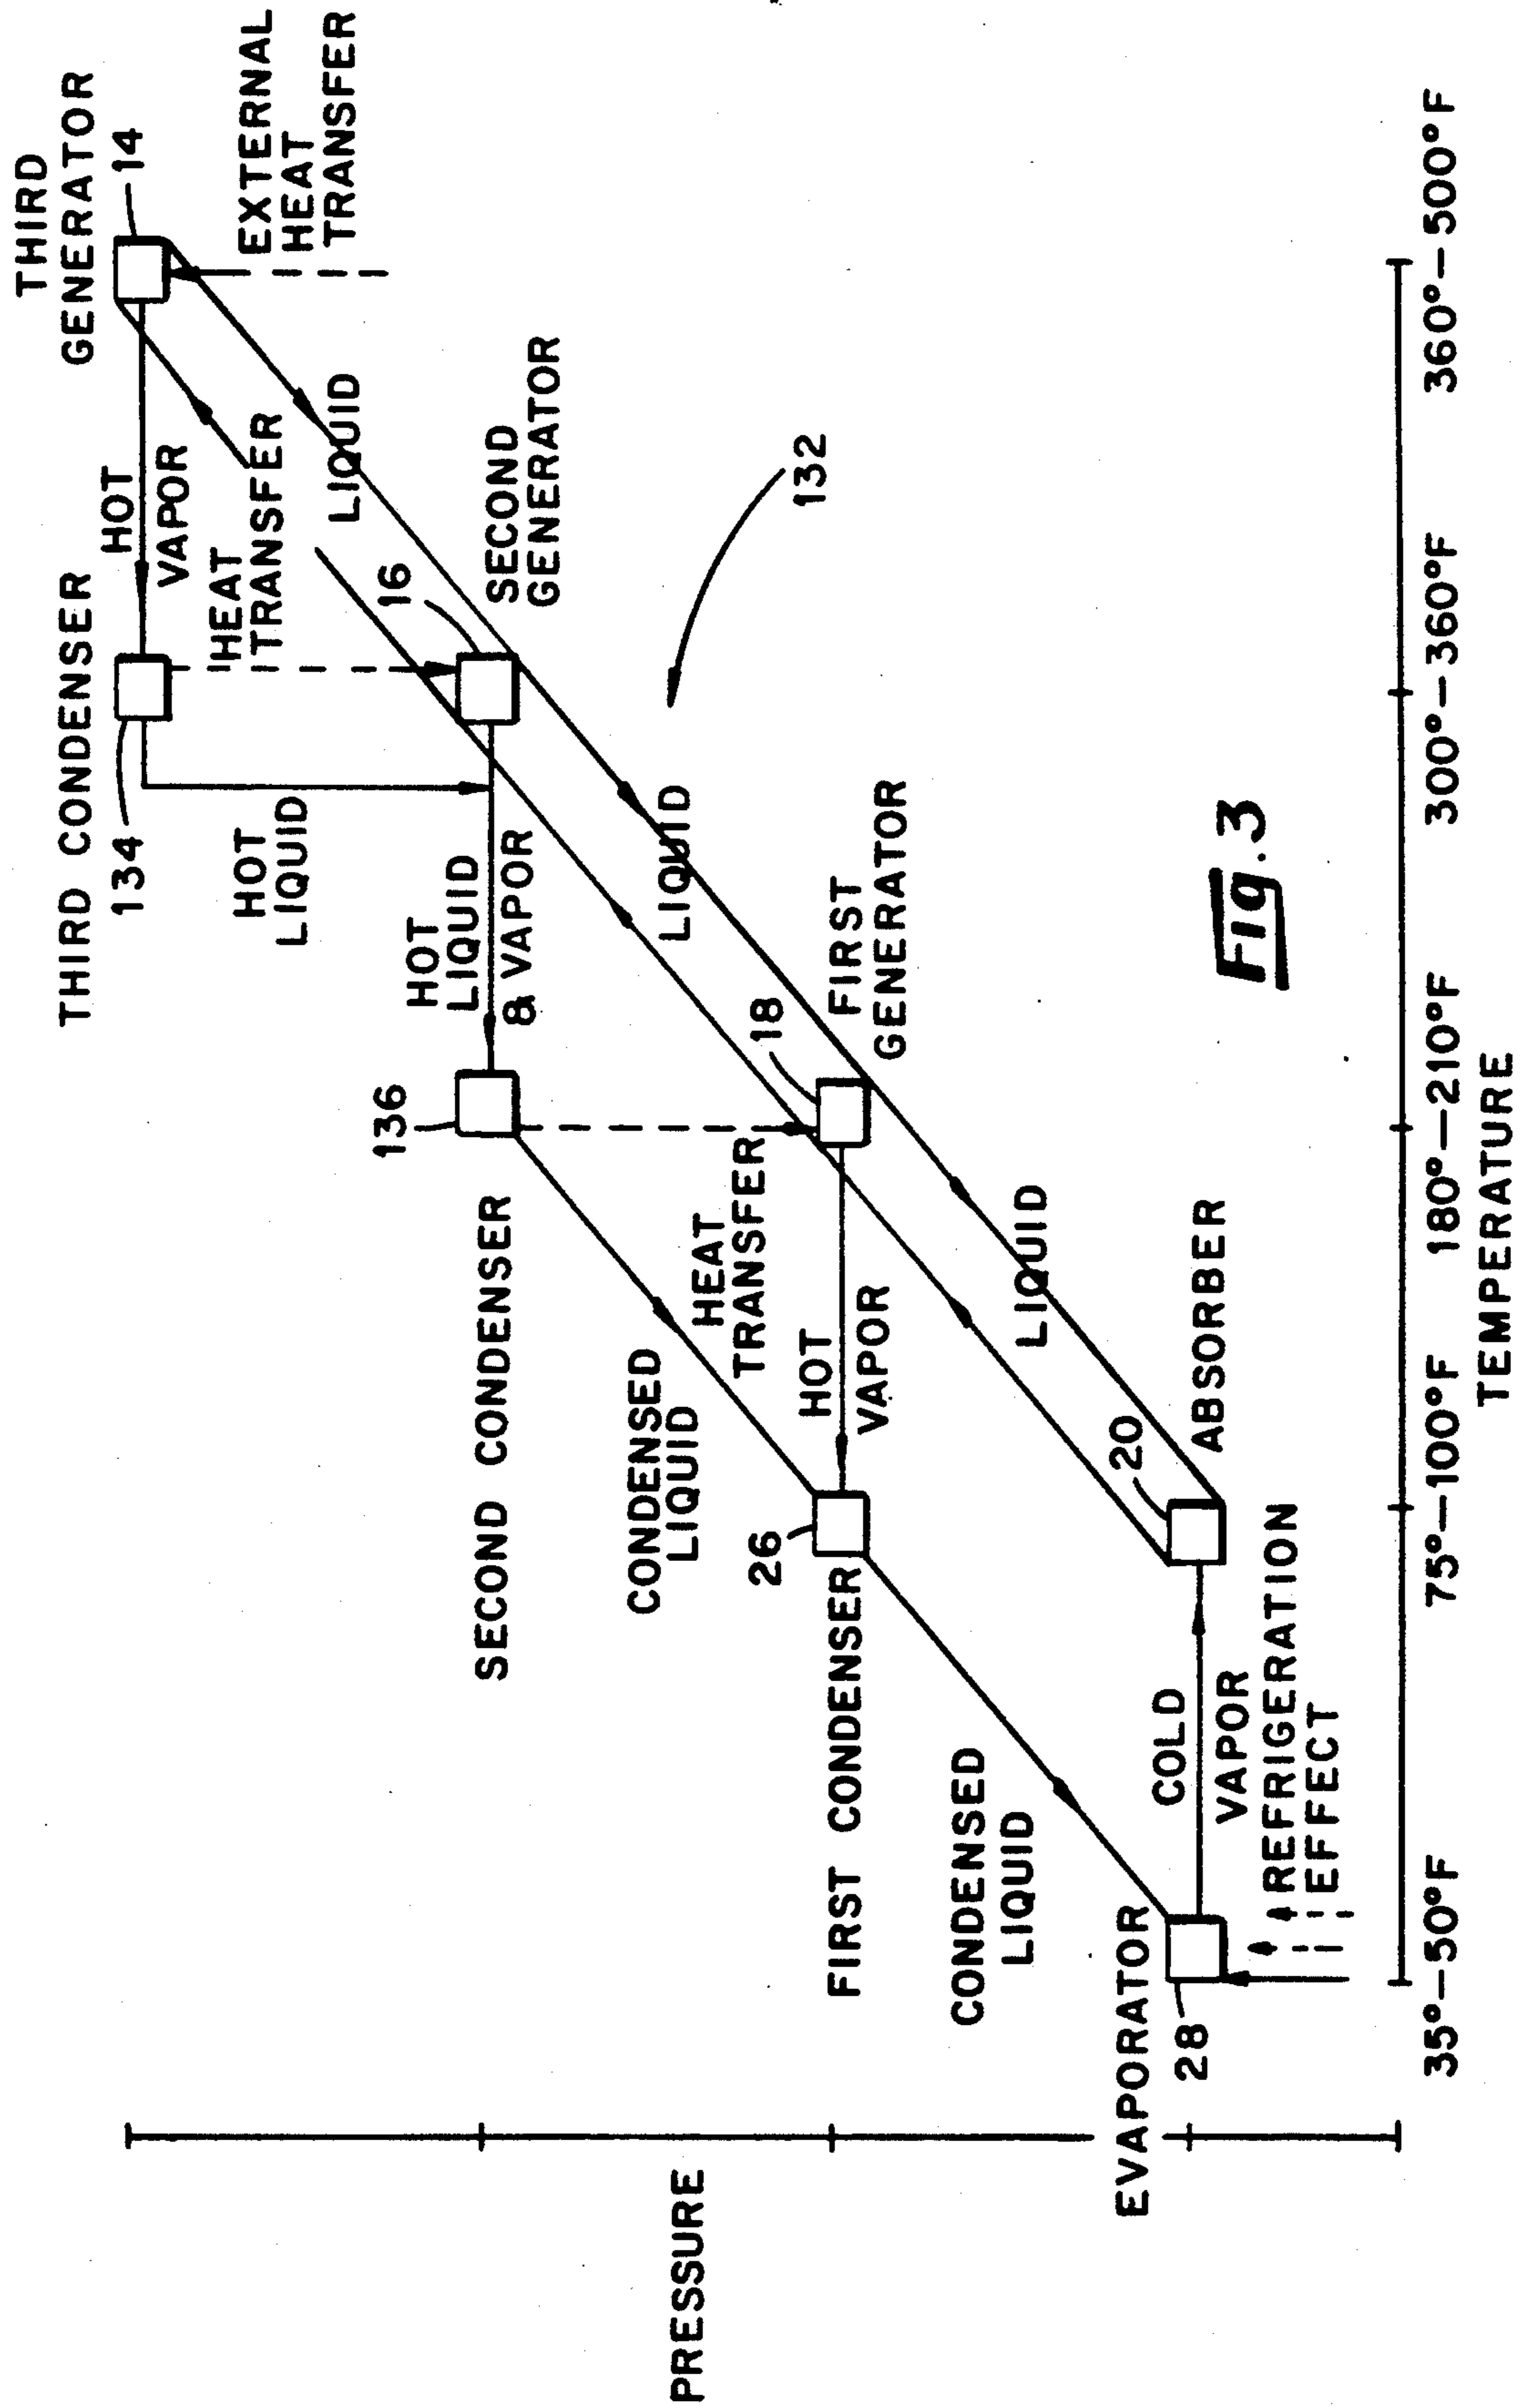 THIRD
GENERATOR
14
THIRD CONDENSER
134
HOT
VAPOR
HEAT
TRANSFER
EXTERNAL
HEAT
TRANSFER
LIQUID
HOT
LIQUID
16
SECOND
GENERATOR
HOT
LIQUID
& VAPOR
136
SECOND CONDENSER
132
LIQUID
18
FIRST
GENERATOR
CONDENSED
LIQUID
HEAT
TRANSFER
HOT
VAPOR
26
FIRST CONDENSER
LIQUID
20
ABSORBER
CONDENSED
LIQUID
EVAPORATOR
28
COLD
VAPOR
REFRIGERATION
EFFECT
PRESSURE
35°-50°F
75°-100°F
180°-210°F
300°-360°F
360°-500°F
TEMPERATURE
Fig.3